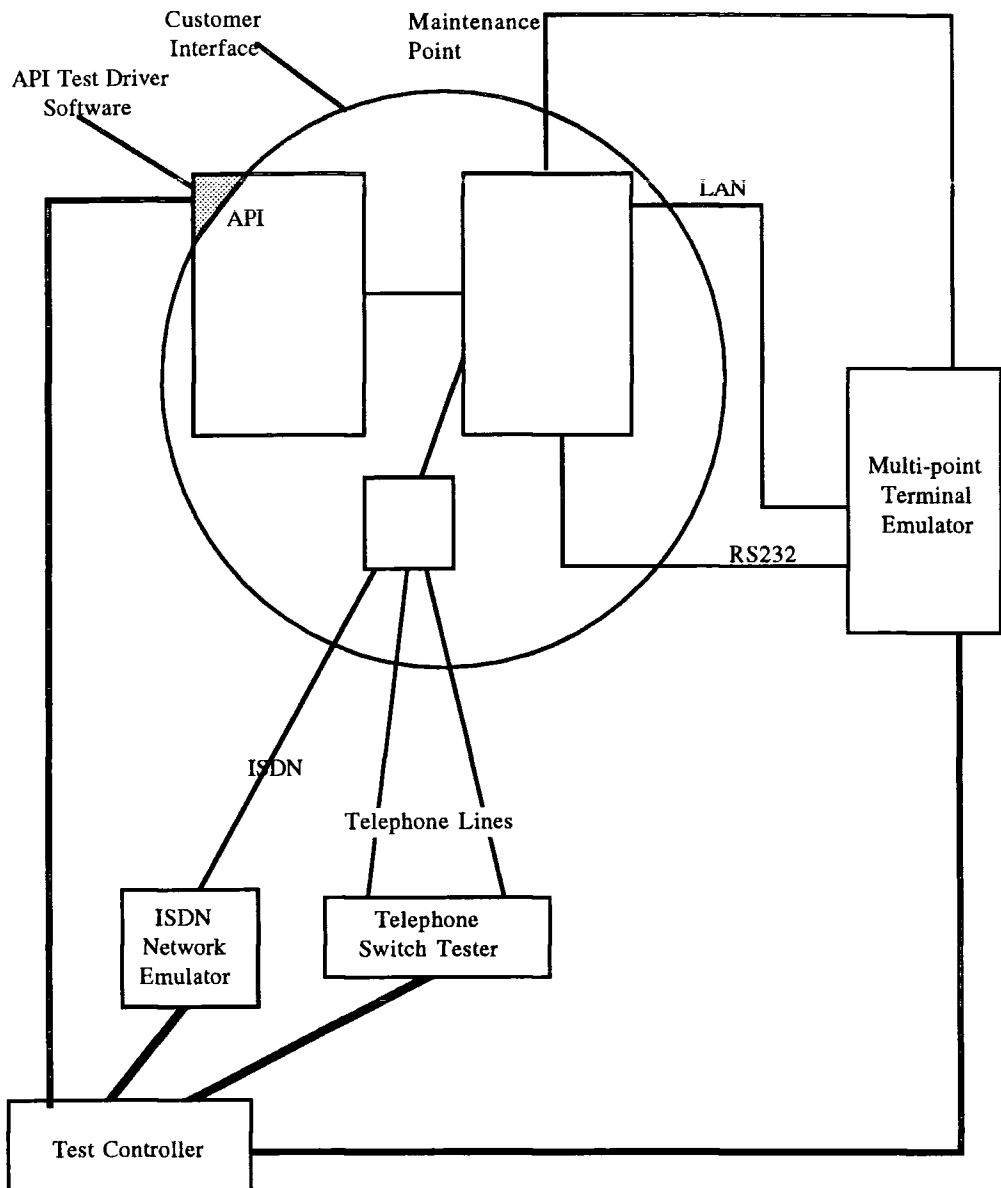 Customer
Interface
Maintenance
Point
API Test Driver
Software
LAN
API
Multi-point
Terminal
Emulator
RS232
ISDN
Telephone Lines
ISDN
Network
Emulator
Telephone
Switch Tester
Test Controller